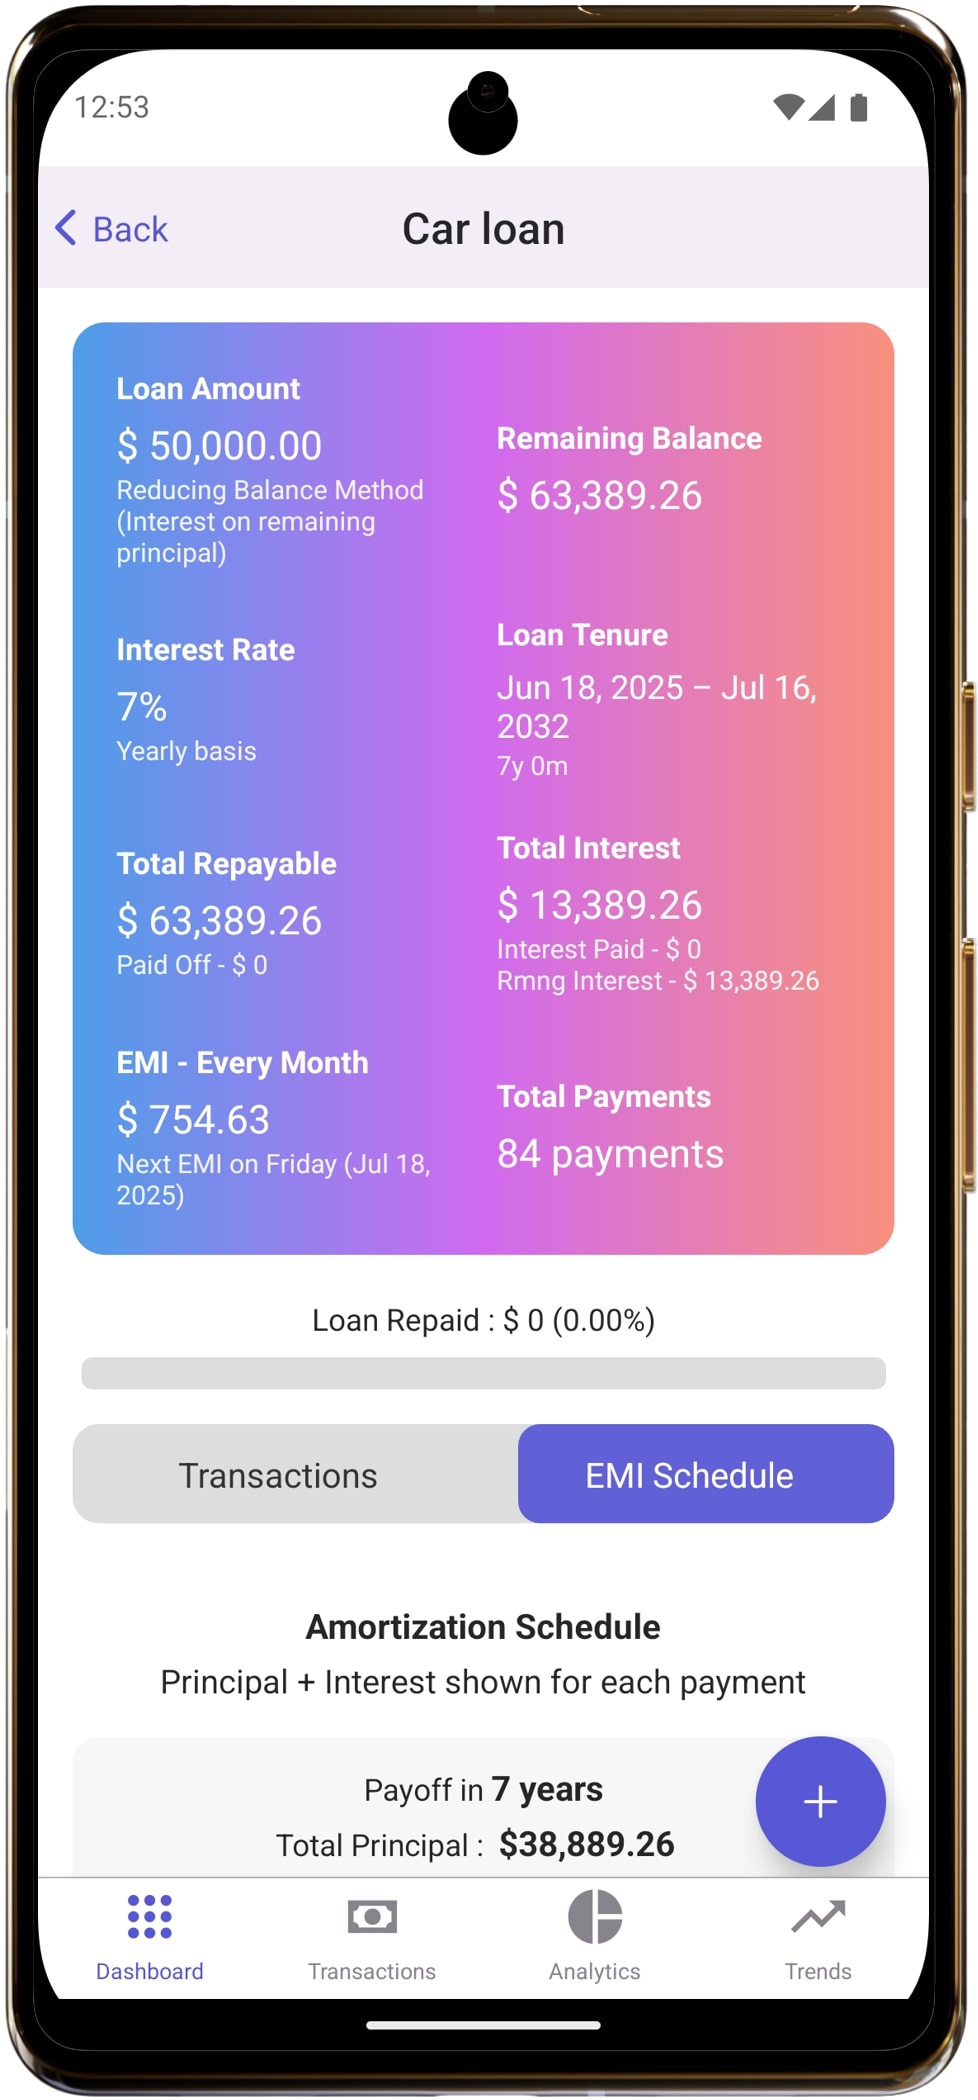 12:53
Back
Car loan
Loan Amount
$ 50,000.00
Reducing Balance Method
(Interest on remaining
principal)
Remaining Balance
$ 63,389.26
Interest Rate
7%
Yearly basis
Loan Tenure
Jun 18, 2025 – Jul 16,
2032
7y 0m
Total Repayable
$ 63,389.26
Paid Off - $ 0
Total Interest
$ 13,389.26
Interest Paid - $ 0
Rmng Interest - $ 13,389.26
EMI - Every Month
$ 754.63
Next EMI on Friday (Jul 18,
2025)
Total Payments
84 payments
Loan Repaid : $ 0 (0.00%)
Transactions
EMI Schedule
Amortization Schedule
Principal + Interest shown for each payment
Payoff in 7 years
Total Principal : $38,889.26
+
Dashboard
Transactions
Analytics
Trends